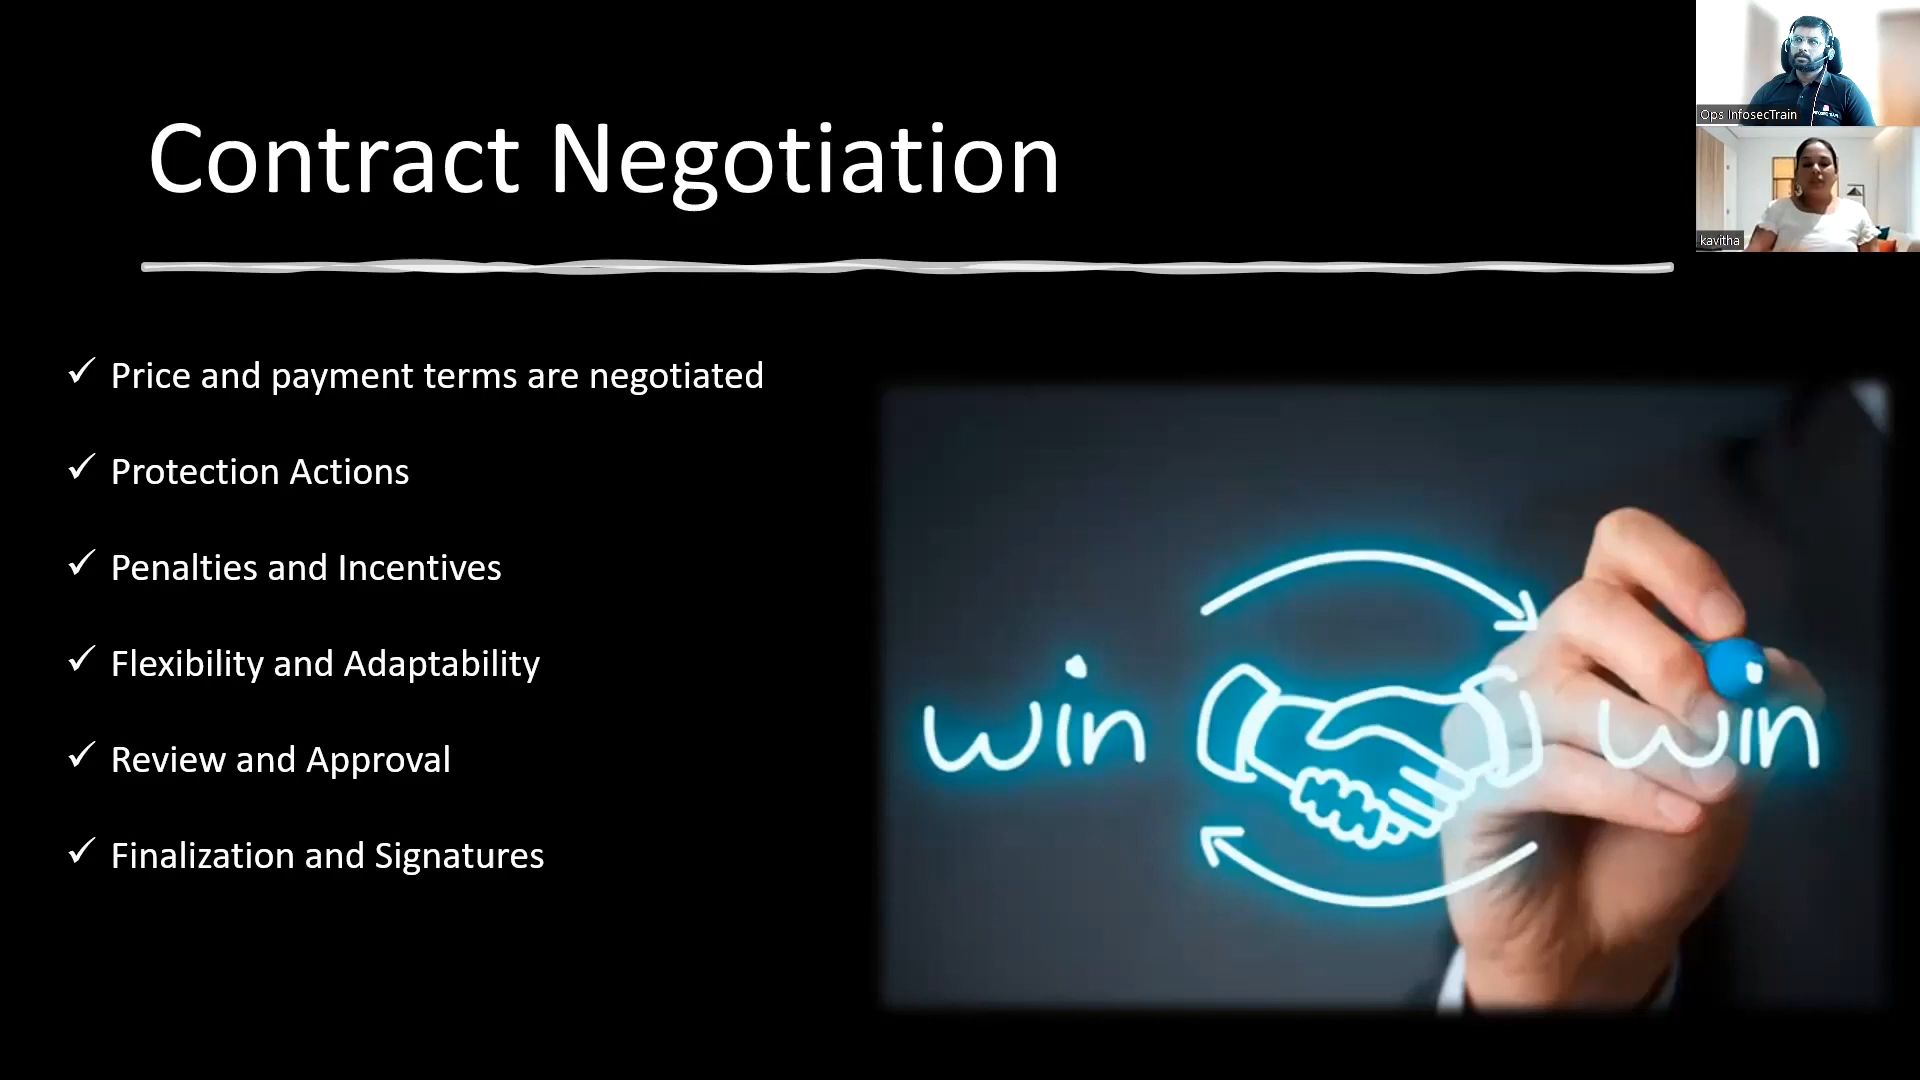 Contract Negotiation
Ops InfosecTrain
kavitha
✓ Price and payment terms are negotiated
✓ Protection Actions
✓ Penalties and Incentives
✓ Flexibility and Adaptability
✓ Review and Approval
✓ Finalization and Signatures
win win